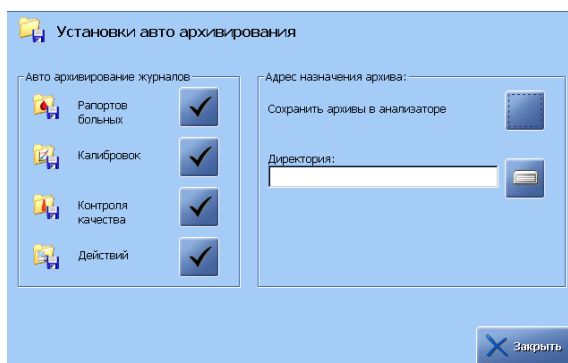 Установки авто архивирования
Авто архивирование журналов
Рапортов
больных
Калибровок
Контроля
качества
Действий
Адрес назначения архива:
Сохранить архивы в анализаторе
Директория:
Закрыть